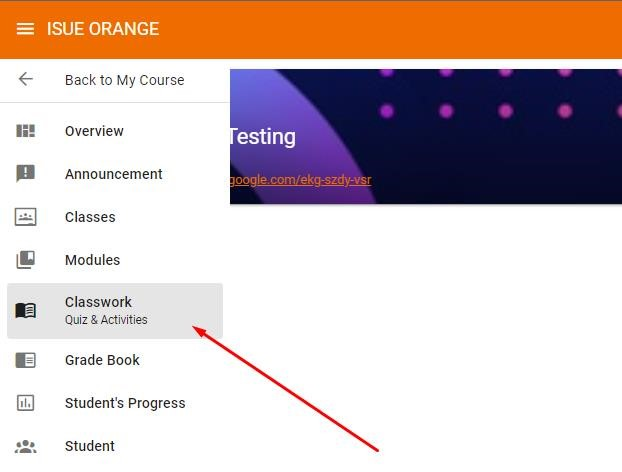 ISUE ORANGE
Back to My Course
Overview
Announcement
Classes
Modules
Classwork
Quiz & Activities
Grade Book
Student's Progress
Student
Testing
google.com/ekg-szdy-vsr